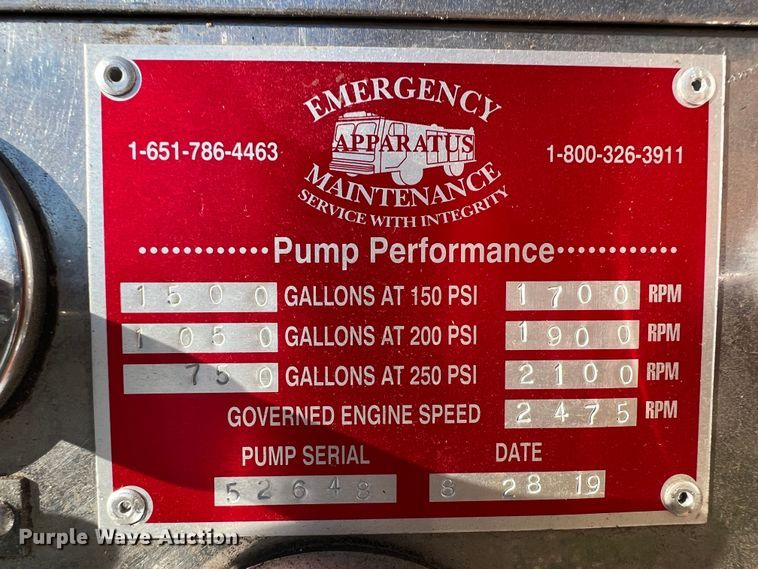 EMERGENCY
APPARATUS
MAINTENANCE
SERVICE WITH INTEGRITY
1-651-786-4463
1-800-326-3911
Pump Performance
1500 GALLONS AT 150 PSI 1700 RPM
1050 GALLONS AT 200 PSI 1900 RPM
750 GALLONS AT 250 PSI 2100 RPM
GOVERNED ENGINE SPEED 2475 RPM
PUMP SERIAL DATE
52648 8 28 19
Purple Wave Auction